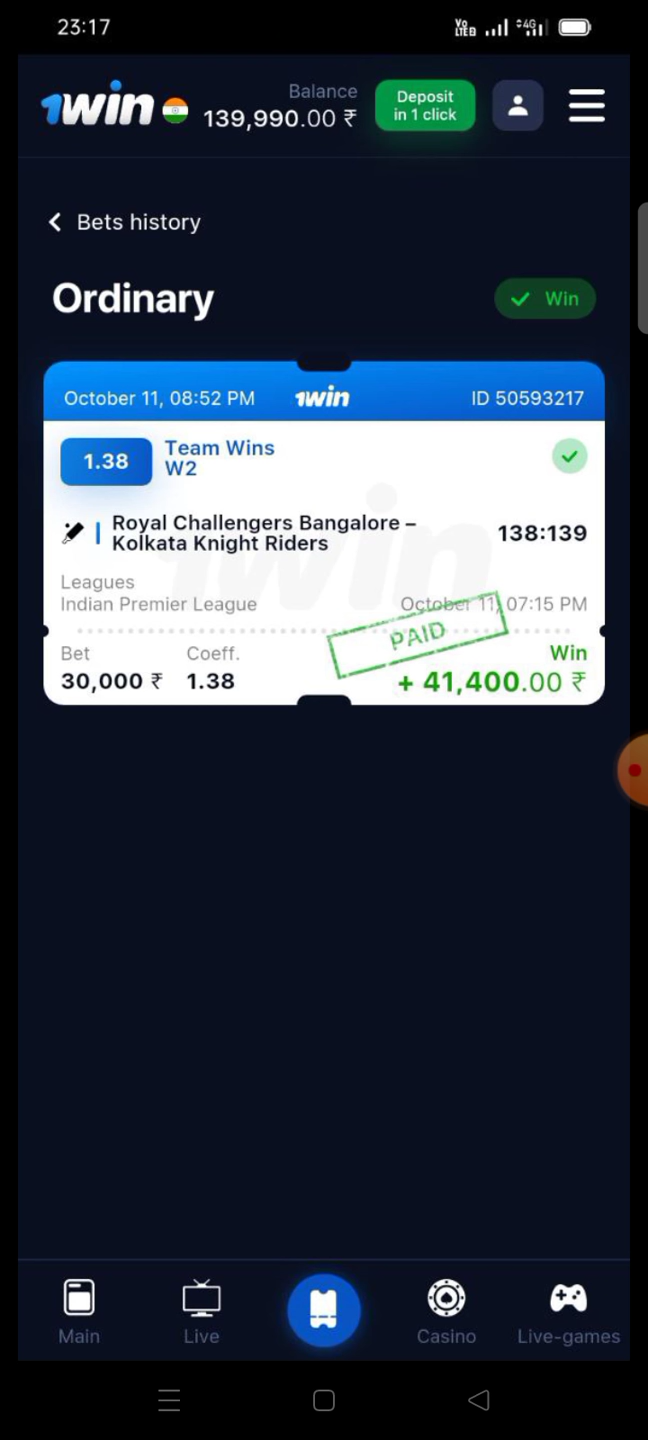 23:17
Vo LTE2 4G
1win
Balance
139,990.00 ₹
Deposit
in 1 click
Bets history
Ordinary
Win
October 11, 08:52 PM 1win ID 50593217
1.38
Team Wins
W2
Royal Challengers Bangalore –
Kolkata Knight Riders
138:139
Leagues
Indian Premier League
October 11, 07:15 PM
PAID
Bet Coeff. Win
30,000 ₹ 1.38 + 41,400.00 ₹
Main Live Casino Live-games